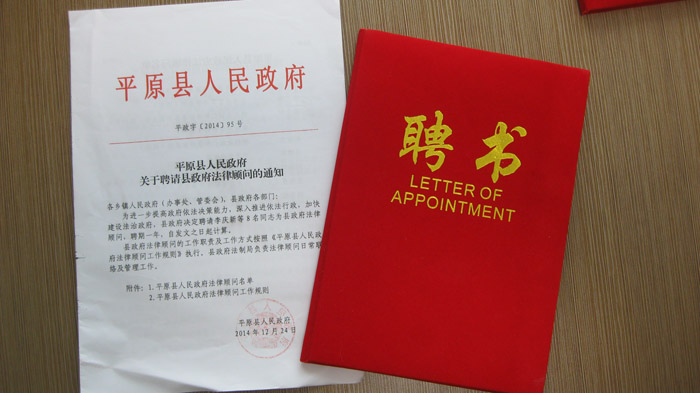 平原县人民政府
平政字〔2014〕95号
平原县人民政府
关于聘请县政府法律顾问的通知
各乡镇人民政府（办事处、管委会），县政府各部门：
为进一步提高政府依法决策能力，深入推进依法行政，加快
建设法治政府，县政府决定聘请李庆新等8名同志为县政府法律
顾问，聘期一年，自发文之日起计算。
县政府法律顾问的工作职责及工作方式按照《平原县人民政
府法律顾问工作规则》执行，县政府法制局负责法律顾问日常联
络及管理工作。
附件：1.平原县人民政府法律顾问名单
2.平原县人民政府法律顾问工作规则
平原县人民政府
2014年12月24日
聘书
LETTER OF
APPOINTMENT